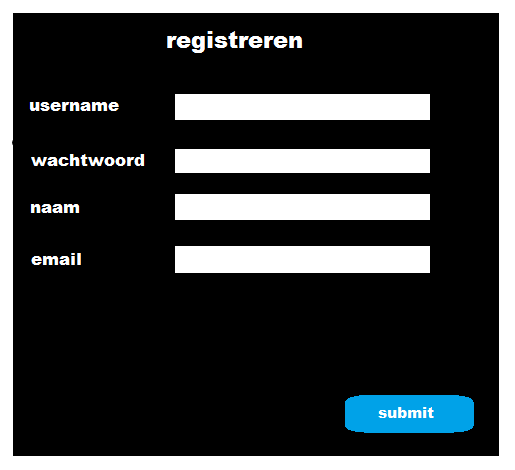 registreren
username
wachtwoord
naam
email
submit